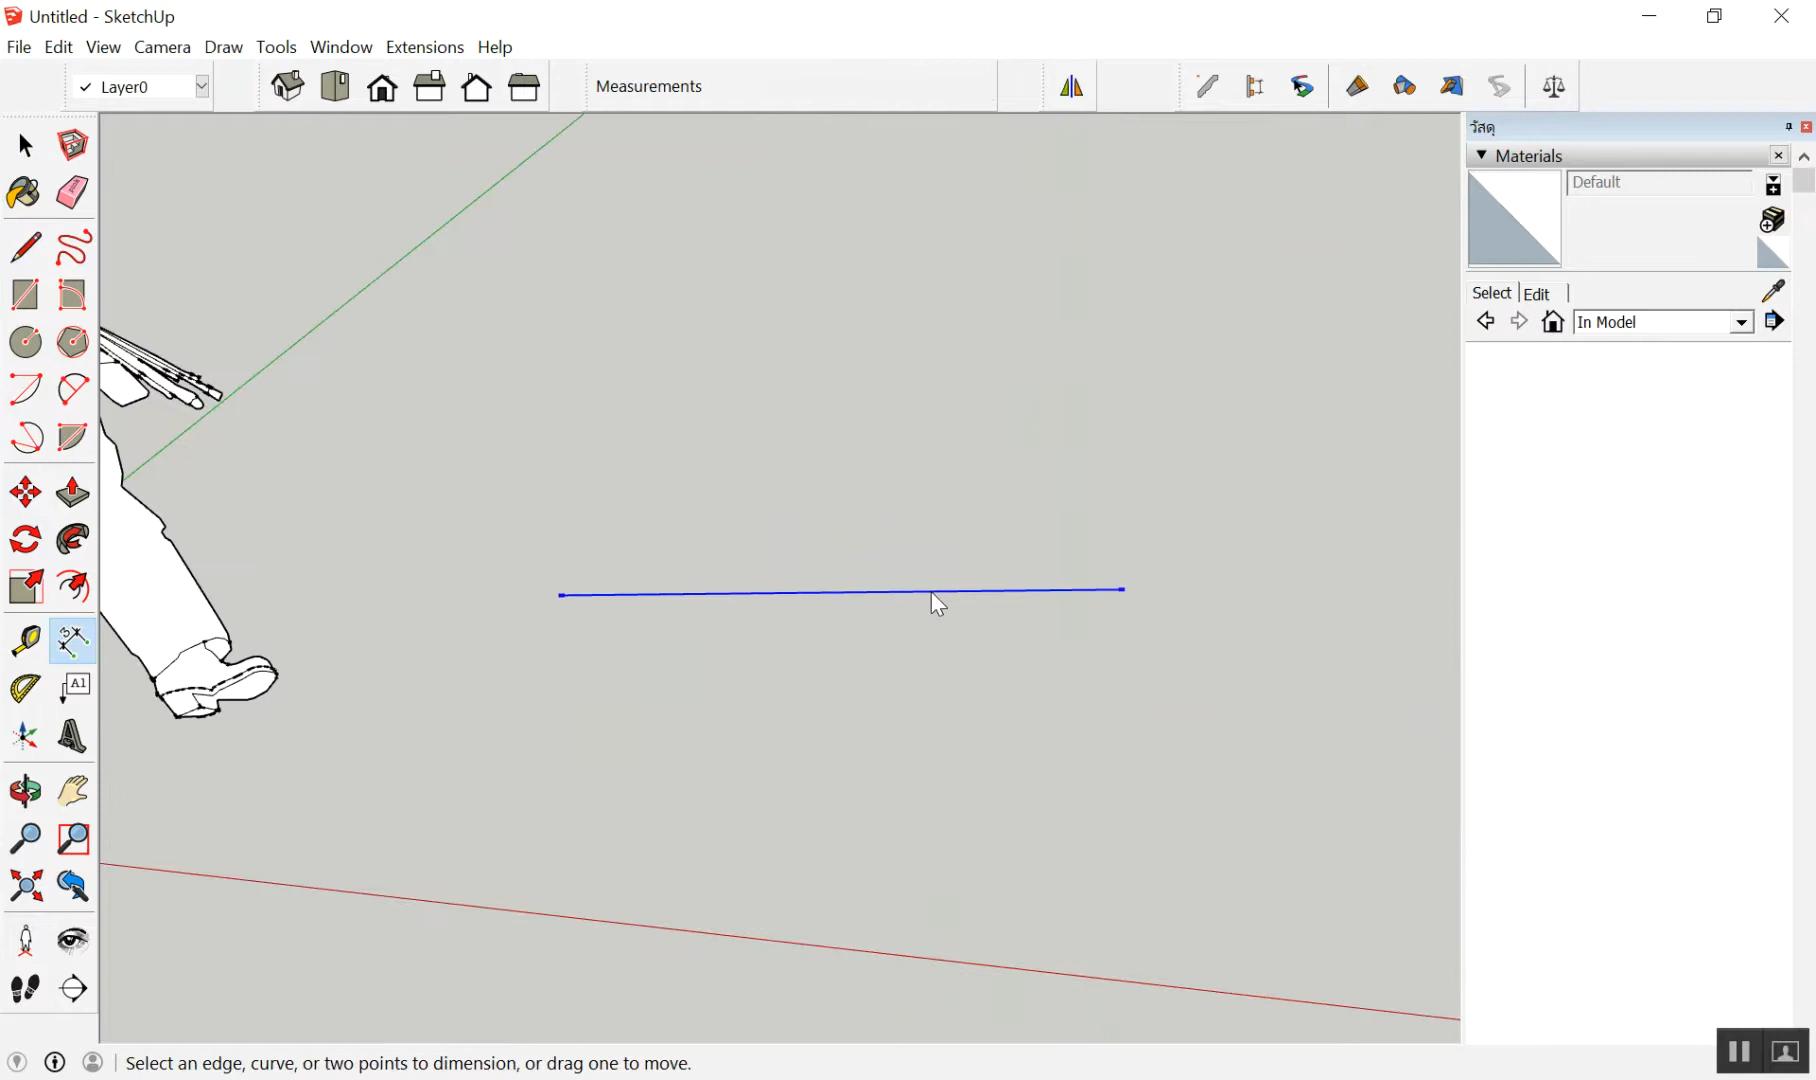 Untitled - SketchUp
File Edit View Camera Draw Tools Window Extensions Help
✓ Layer0
Measurements
วัสดุ
Materials
Default
Select Edit
In Model
A1
Select an edge, curve, or two points to dimension, or drag one to move.